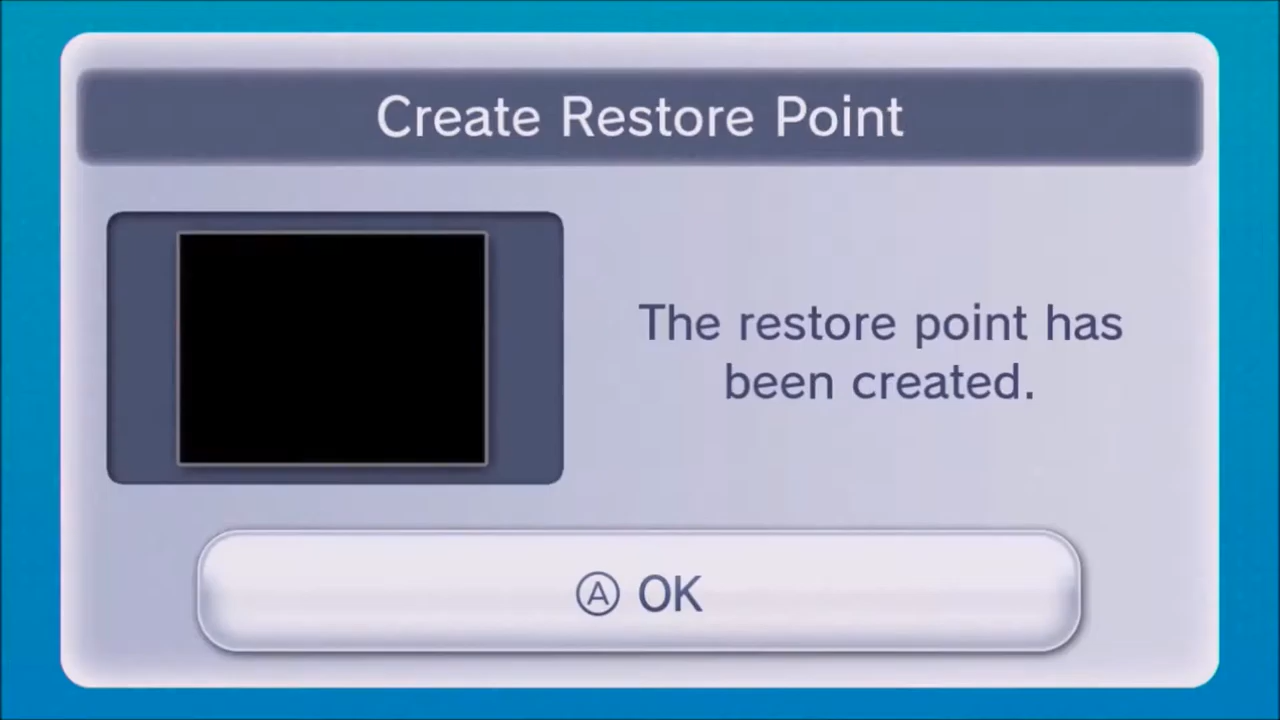 Create Restore Point
The restore point has
been created.
Ⓐ OK